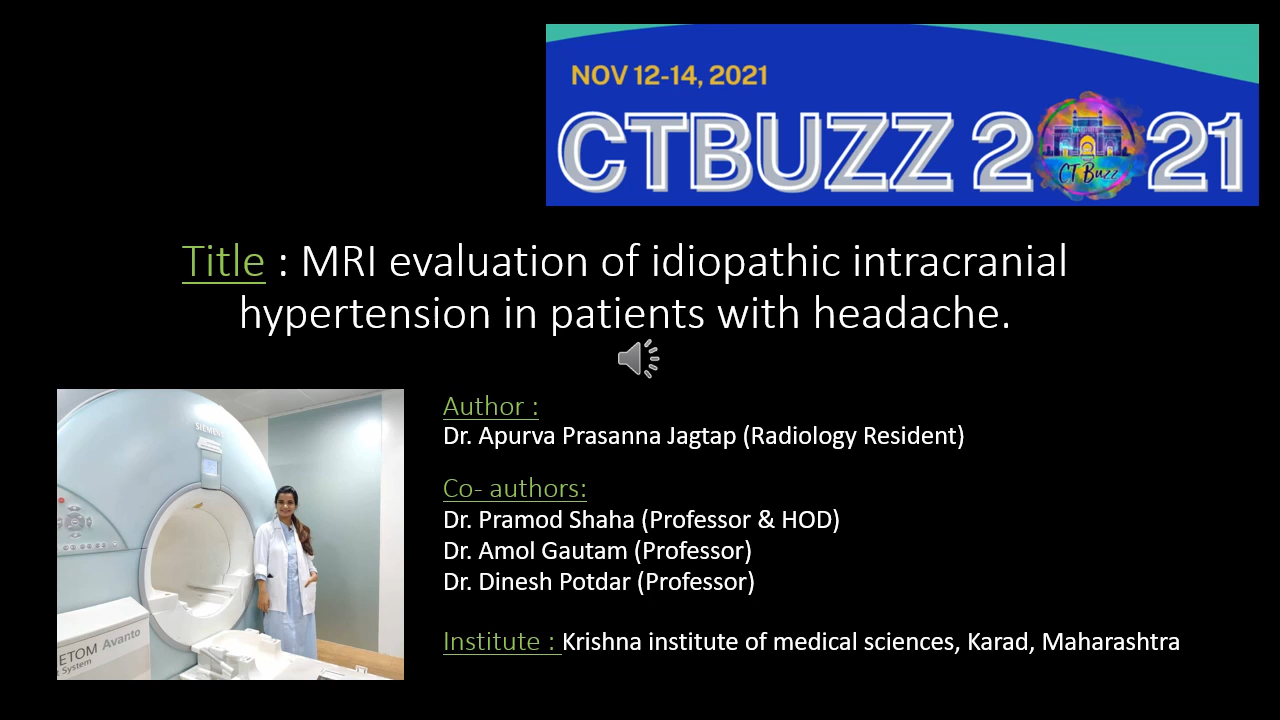 NOV 12-14, 2021
CTBUZZ 2021
CT Buzz
Title : MRI evaluation of idiopathic intracranial
hypertension in patients with headache.
Author :
Dr. Apurva Prasanna Jagtap (Radiology Resident)
Co- authors:
Dr. Pramod Shaha (Professor & HOD)
Dr. Amol Gautam (Professor)
Dr. Dinesh Potdar (Professor)
Institute : Krishna institute of medical sciences, Karad, Maharashtra
SIEMENS
ETOM Avanto
System